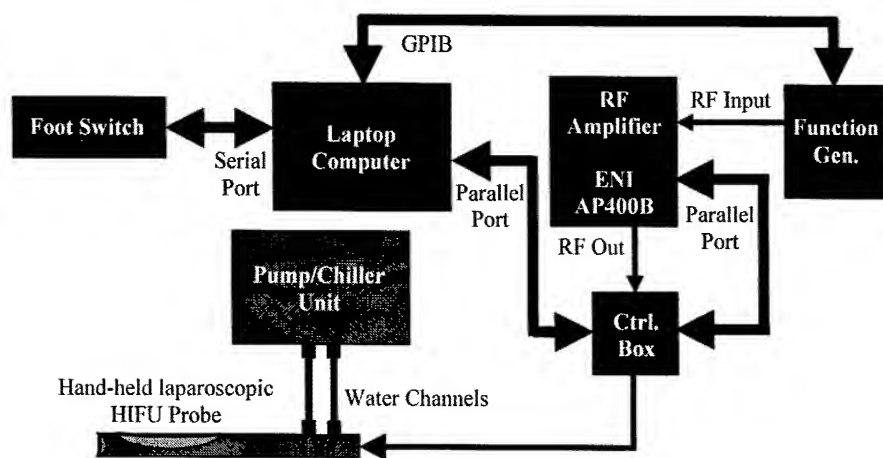 GPIB
Foot Switch
Serial
Port
Laptop
Computer
Parallel
Port
RF
Amplifier
ENI
AP400B
RF Input
Function
Gen.
Parallel
Port
RF Out
Ctrl.
Box
Pump/Chiller
Unit
Water Channels
Hand-held laparoscopic
HIFU Probe